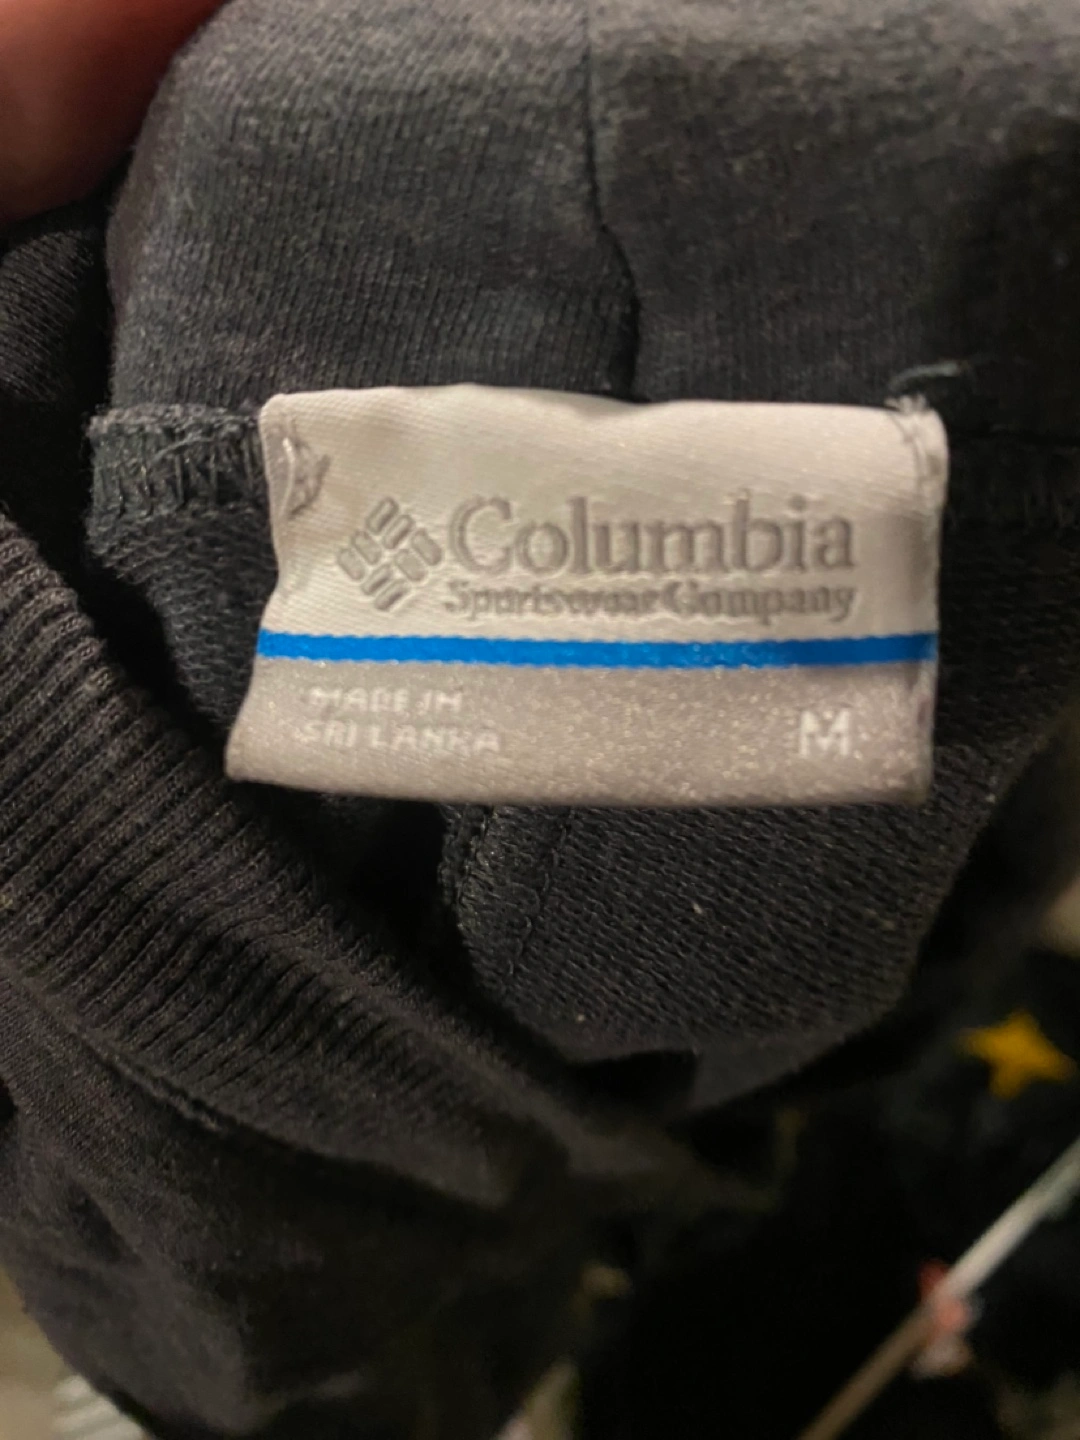 Columbia
Sportswear Company
MADE IN
SRI LANKA
M